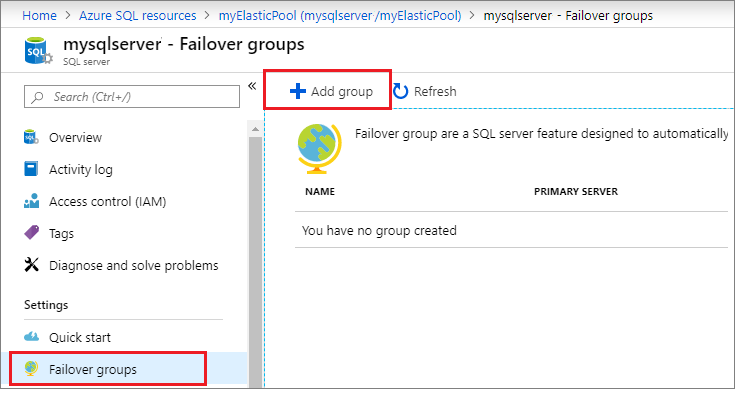 Home > Azure SQL resources > myElasticPool (mysqlserver/myElasticPool) > mysqlserver - Failover groups
mysqlserver - Failover groups
SQL
SQL server
Search (Ctrl+/)
«
SQL Overview
Activity log
Access control (IAM)
Tags
Diagnose and solve problems
Settings
Quick start
Failover groups
Add group
Refresh
Failover group are a SQL server feature designed to automatically
NAME PRIMARY SERVER
You have no group created